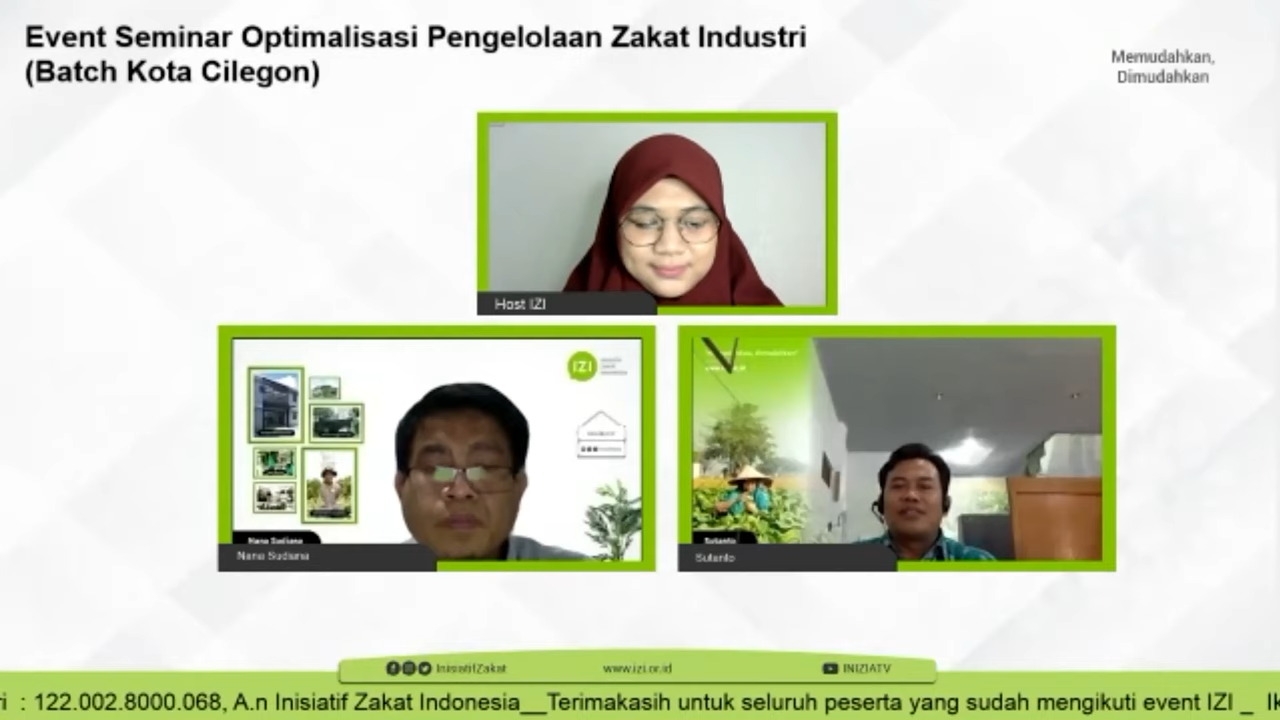 Event Seminar Optimalisasi Pengelolaan Zakat Industri
(Batch Kota Cilegon)
Memudahkan,
Dimudahkan
Host IZI
IZI
Nana Sudiana
Nana Sudiana
Sutanto
Sutanto
InisiatifZakat
www.izi.or.id
INIZIATV
ri : 122.002.8000.068, A.n Inisiatif Zakat Indonesia__Terimakasih untuk seluruh peserta yang sudah mengikuti event IZI _ Ik